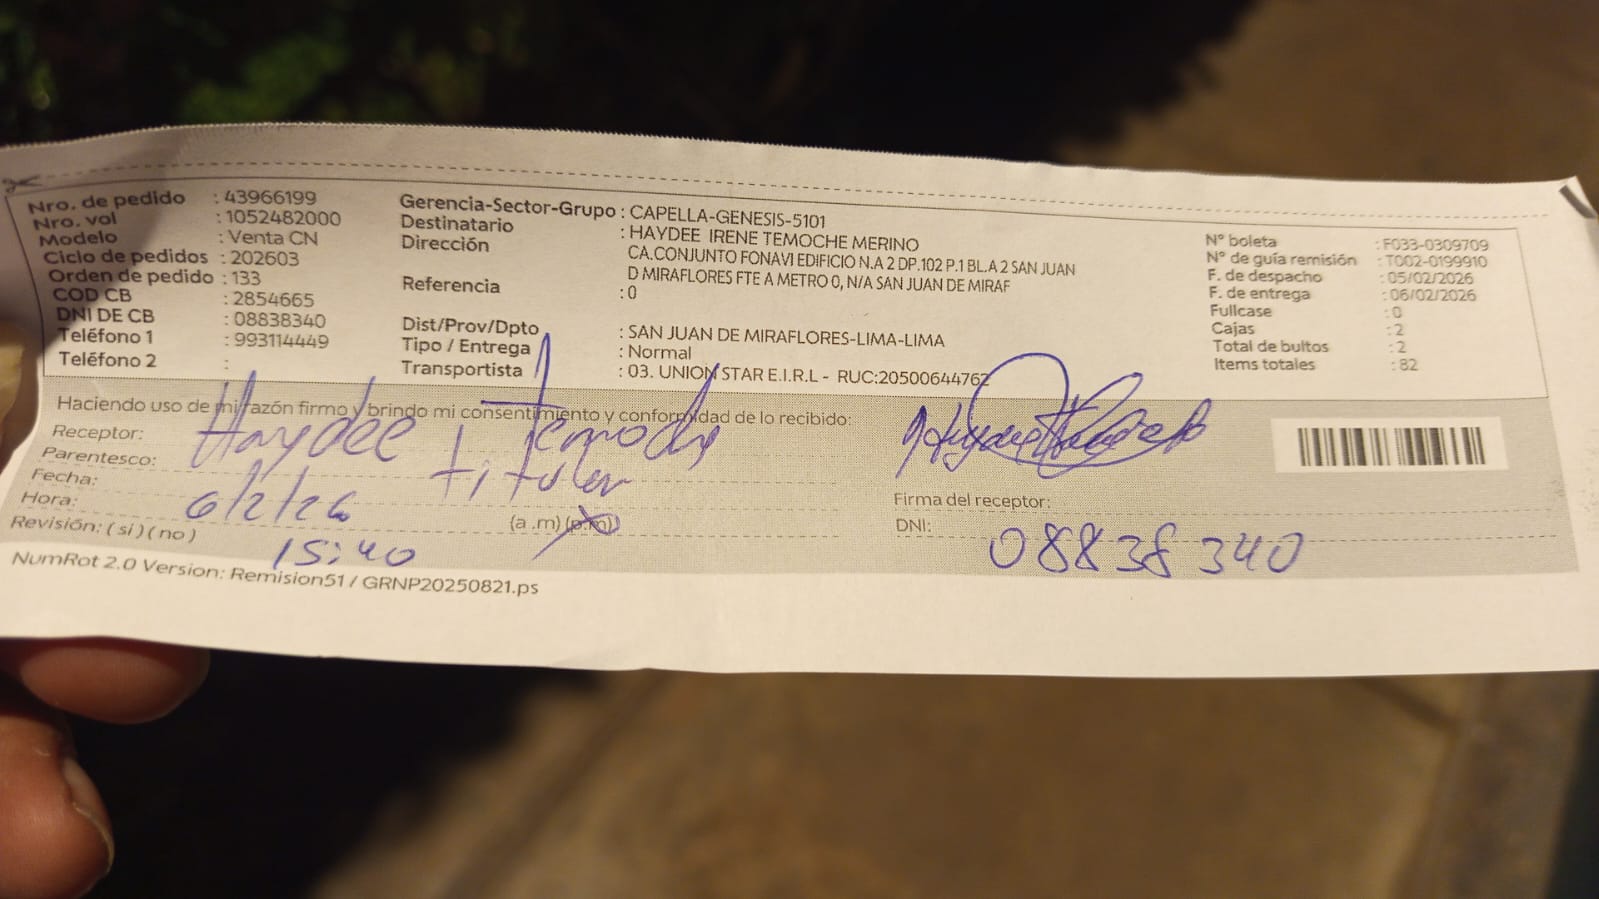 Nro. de pedido : 43966199
Nro. vol : 1052482000
Modelo : Venta CN
Ciclo de pedidos : 202603
Orden de pedido : 133
COD CB : 2854665
DNI DE CB : 08838340
Teléfono 1 : 993114449
Teléfono 2 :
Gerencia-Sector-Grupo : CAPELLA-GENESIS-5101
Destinatario : HAYDEE IRENE TEMOCHE MERINO
Dirección CA.CONJUNTO FONAVI EDIFICIO N.A 2 DP.102 P.1 BL.A 2 SAN JUAN
D MIRAFLORES FTE A METRO 0, N/A SAN JUAN DE MIRAF
Referencia : 0
Dist/Prov/Dpto : SAN JUAN DE MIRAFLORES-LIMA-LIMA
Tipo / Entrega : Normal
Transportista : 03. UNION STAR E.I.R.L - RUC:20500644762
N° boleta : F033-0309709
N° de guía remisión : T002-0199910
F. de despacho : 05/02/2026
F. de entrega : 06/02/2026
Fullcase : 0
Cajas : 2
Total de bultos : 2
Items totales : 82
Haciendo uso de mi razón firmo y brindo mi consentimiento y conformidad de lo recibido:
Receptor: Haydee Temoche
Parentesco: titular
Fecha: 6/2/26
Hora: 15:40 (a .m) (p.m)
Revisión: ( si ) ( no )
Firma del receptor:
DNI: 08838340
NumRot 2.0 Version: Remision51 / GRNP20250821.ps